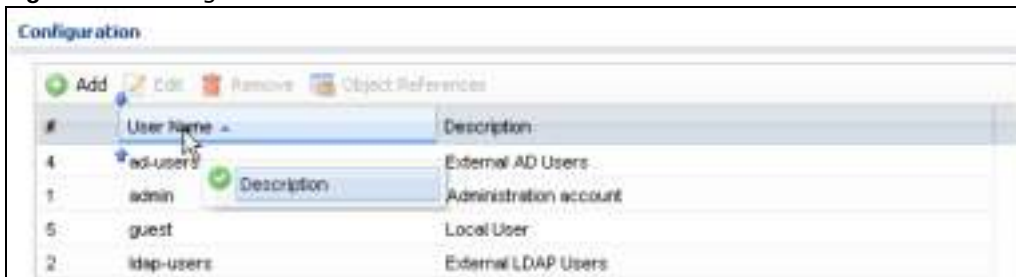 Configuration
Add Edit Remove Object References
# User Name Description
4 ad-users External AD Users
Description
1 admin Administration account
5 guest Local User
2 ldap-users External LDAP Users